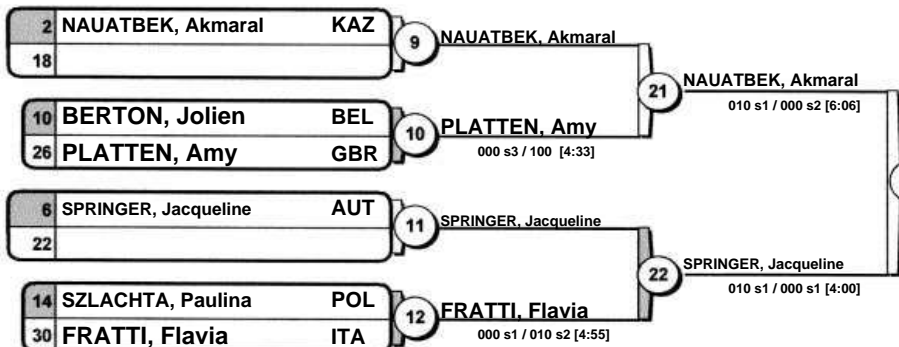 2 NAUATBEK, Akmaral KAZ
18
9 NAUATBEK, Akmaral
10 BERTON, Jolien BEL
26 PLATTEN, Amy GBR
10 PLATTEN, Amy
000 s3 / 100 [4:33]
21 NAUATBEK, Akmaral
010 s1 / 000 s2 [6:06]
6 SPRINGER, Jacqueline AUT
22
11 SPRINGER, Jacqueline
14 SZLACHTA, Paulina POL
30 FRATTI, Flavia ITA
12 FRATTI, Flavia
000 s1 / 010 s2 [4:55]
22 SPRINGER, Jacqueline
010 s1 / 000 s1 [4:00]